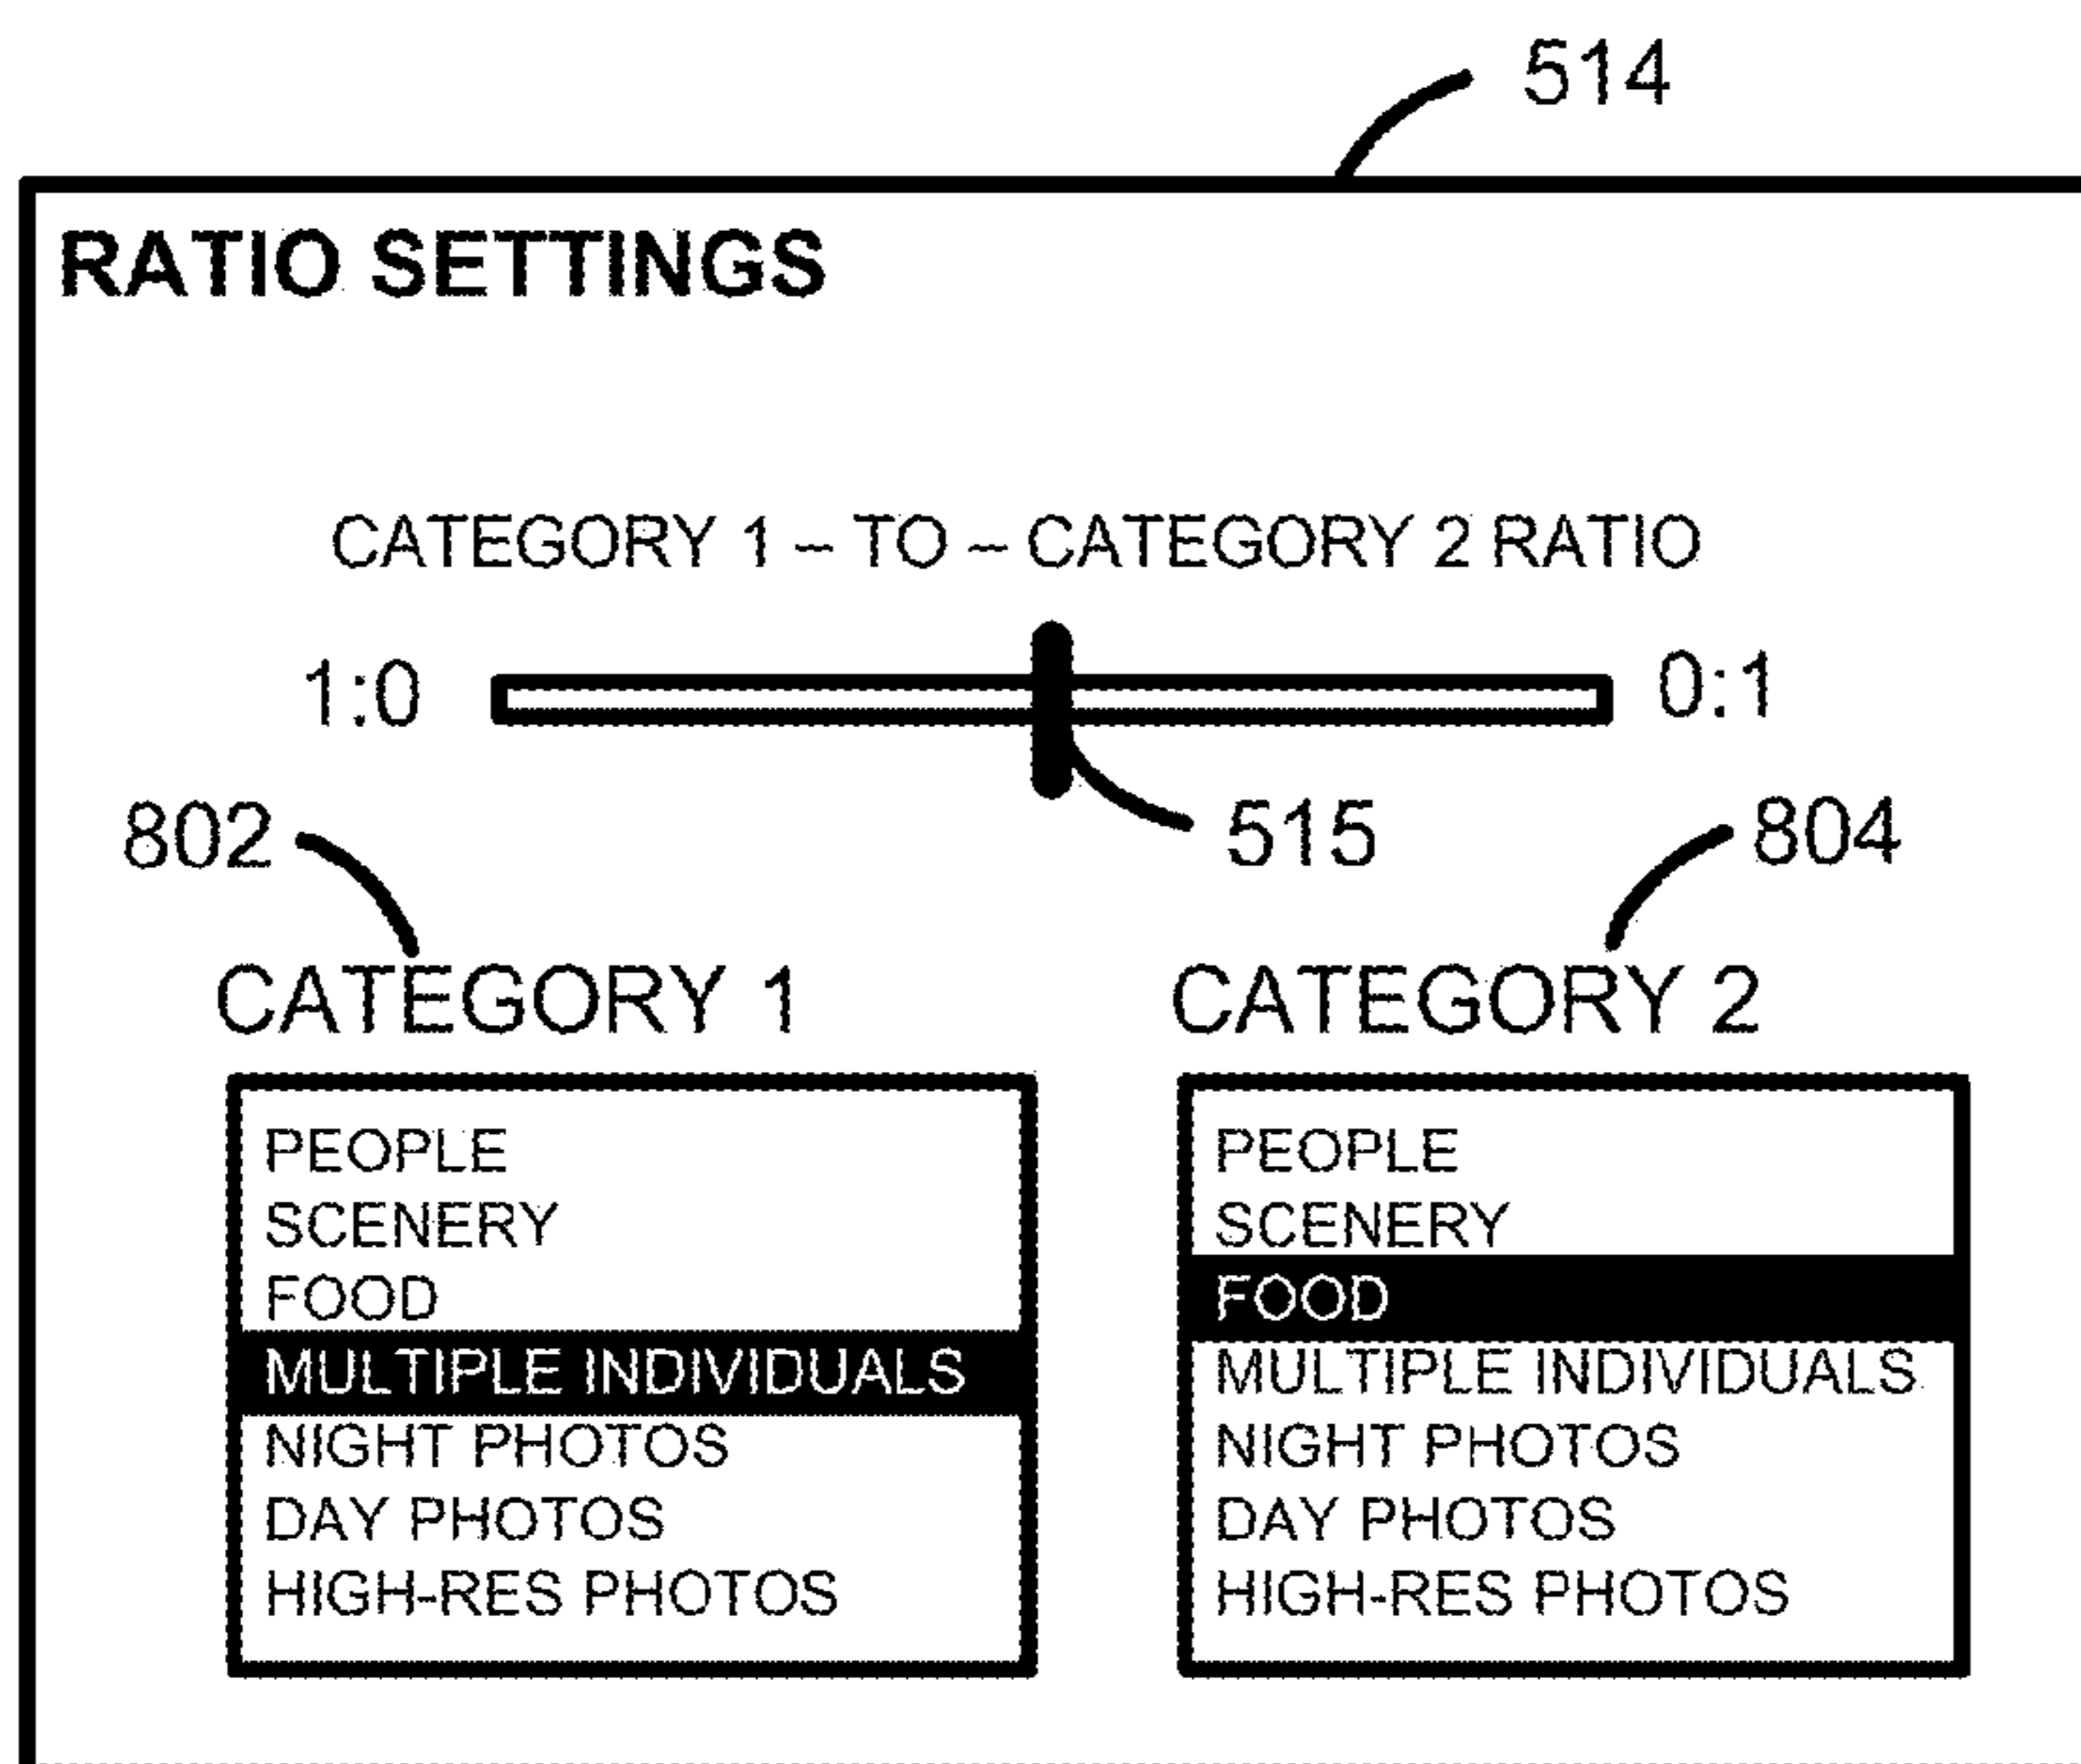 514
RATIO SETTINGS
CATEGORY 1 -- TO -- CATEGORY 2 RATIO
1:0
0:1
802
515
804
CATEGORY 1
PEOPLE
SCENERY
FOOD
MULTIPLE INDIVIDUALS
NIGHT PHOTOS
DAY PHOTOS
HIGH-RES PHOTOS
CATEGORY 2
PEOPLE
SCENERY
FOOD
MULTIPLE INDIVIDUALS
NIGHT PHOTOS
DAY PHOTOS
HIGH-RES PHOTOS